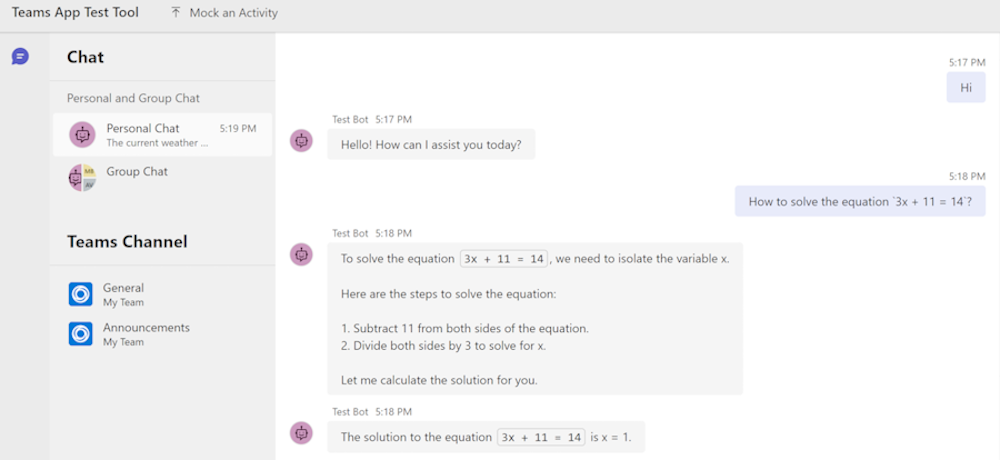 Teams App Test Tool
Mock an Activity
Chat
Personal and Group Chat
Personal Chat 5:19 PM
The current weather ...
MB
AV
Group Chat
Teams Channel
General
My Team
Announcements
My Team
5:17 PM
Hi
Test Bot 5:17 PM
Hello! How can I assist you today?
5:18 PM
How to solve the equation `3x + 11 = 14`?
Test Bot 5:18 PM
To solve the equation 3x + 11 = 14, we need to isolate the variable x.
Here are the steps to solve the equation:
1. Subtract 11 from both sides of the equation.
2. Divide both sides by 3 to solve for x.
Let me calculate the solution for you.
Test Bot 5:18 PM
The solution to the equation 3x + 11 = 14 is x = 1.